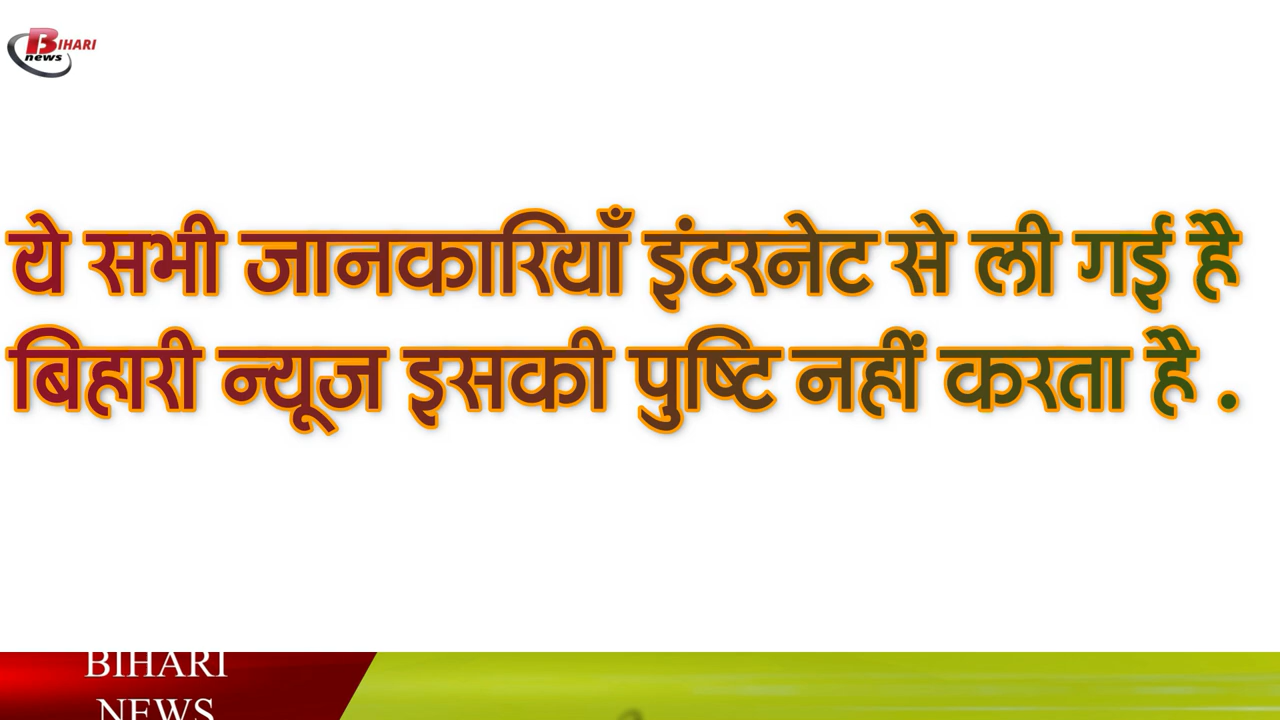 BIHARI
news
ये सभी जानकारियाँ इंटरनेट से ली गई है
बिहारी न्यूज इसकी पुष्टि नहीं करता है .
BIHARI
NEWS